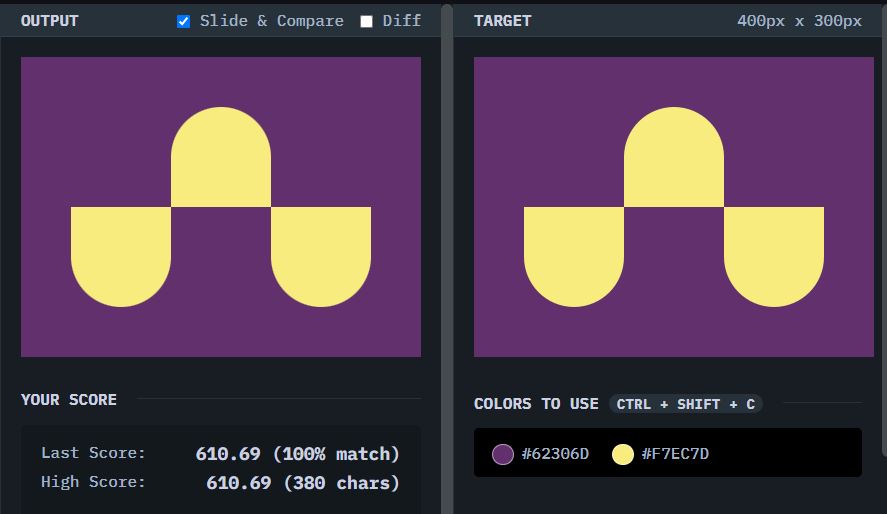 OUTPUT
Slide & Compare
Diff
YOUR SCORE
Last Score: 610.69 (100% match)
High Score: 610.69 (380 chars)
TARGET
400px x 300px
COLORS TO USE
CTRL + SHIFT + C
#62306D
#F7EC7D